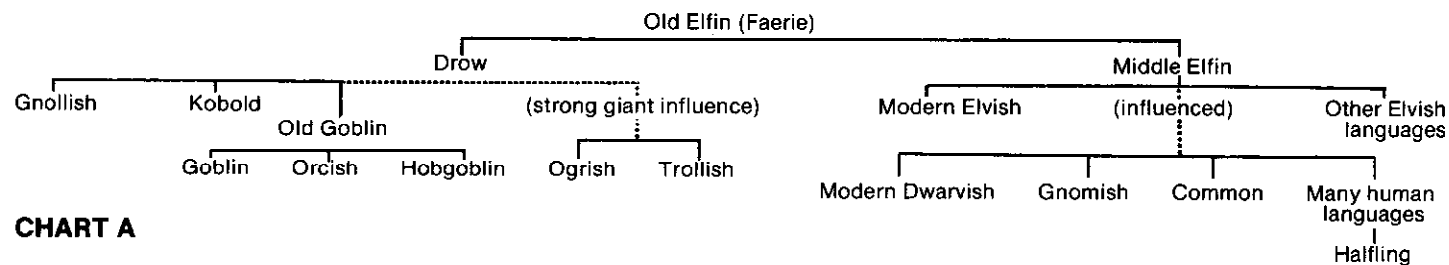 Old Elfin (Faerie)
Drow
Middle Elfin
Gnollish
Kobold
Old Goblin
(strong giant influence)
Modern Elvish
(influenced)
Other Elvish
languages
Goblin
Orcish
Hobgoblin
Ogrish
Trollish
Modern Dwarvish
Gnomish
Common
Many human
languages
Halfling
CHART A